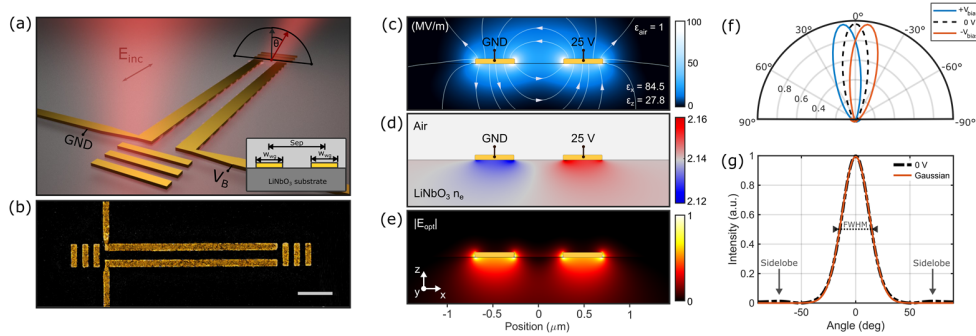 (a)
θ
E_inc
GND
V_B
Sep
W_WG
W_WG
LiNbO₃ substrate
(b)
(c)
(MV/m)
ε_air = 1
GND
25 V
ε_x = 84.5
ε_z = 27.8
100
50
0
(d)
Air
GND
25 V
LiNbO₃ n_e
2.16
2.14
2.12
(e)
|E_opt|
z
y
x
1
0
-1
-0.5
0
0.5
1
Position (μm)
(f)
0°
-30°
30°
-60°
60°
-90°
90°
0.8
0.6
0.4
+V_bias
0 V
-V_bias
(g)
Intensity (a.u.)
1
0.8
0.6
0.4
0.2
0
0 V
Gaussian
FWHM
Sidelobe
Sidelobe
-50
0
50
Angle (deg)